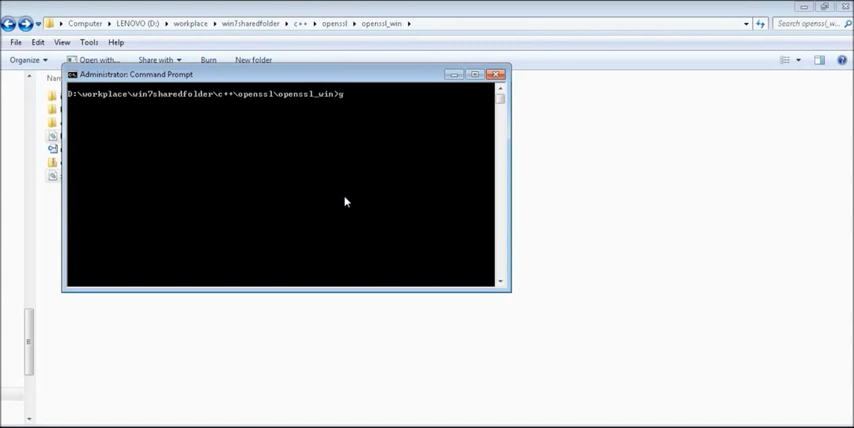 Computer LENOVO (D:) workplace win7sharedfolder c++ openssl openssl_win
Search openssl_w...
File Edit View Tools Help
Organize Open with... Share with Burn New folder
Administrator: Command Prompt
D:\workplace\win7sharedfolder\c++\openssl\openssl_win>g